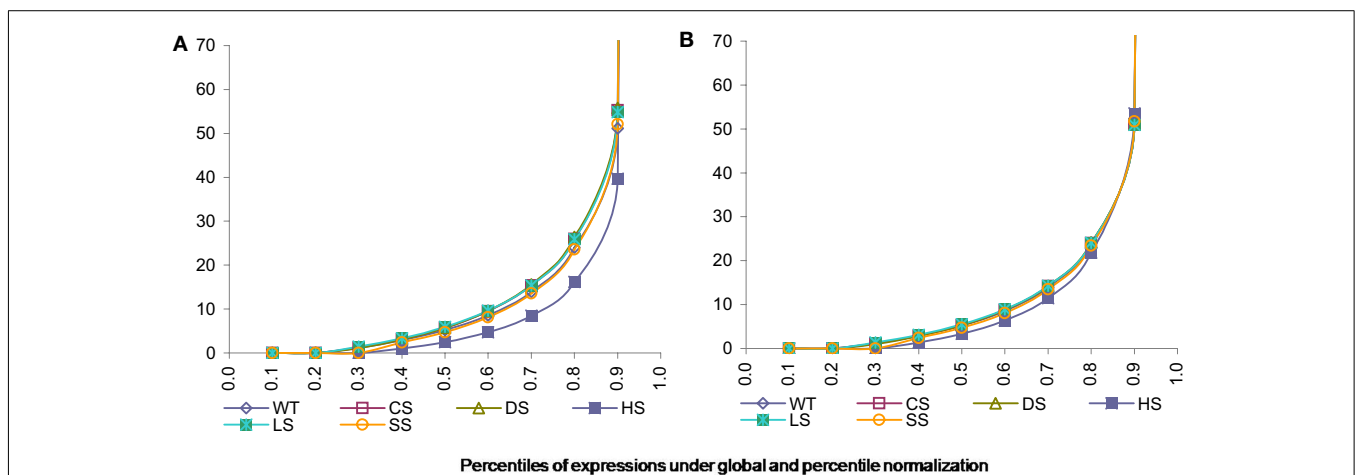 A
70
60
50
40
30
20
10
0
0.0 0.1 0.2 0.3 0.4 0.5 0.6 0.7 0.8 0.9 1.0
WT CS DS HS
LS SS
B
70
60
50
40
30
20
10
0
0.0 0.1 0.2 0.3 0.4 0.5 0.6 0.7 0.8 0.9 1.0
WT CS DS HS
LS SS
Percentiles of expressions under global and percentile normalization